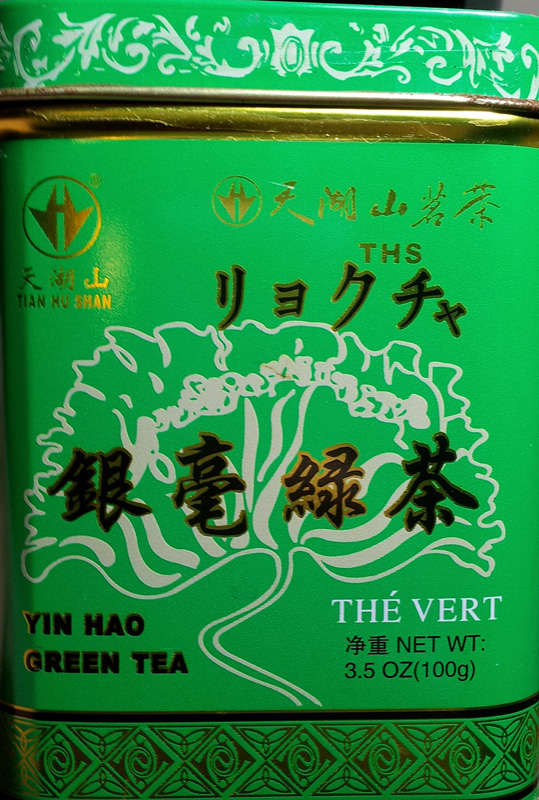 天湖山茗茶
天湖山
TIAN HU SHAN
THS
リョクチャ
銀毫緑茶
YIN HAO
GREEN TEA
THÉ VERT
净重 NET WT:
3.5 OZ(100g)